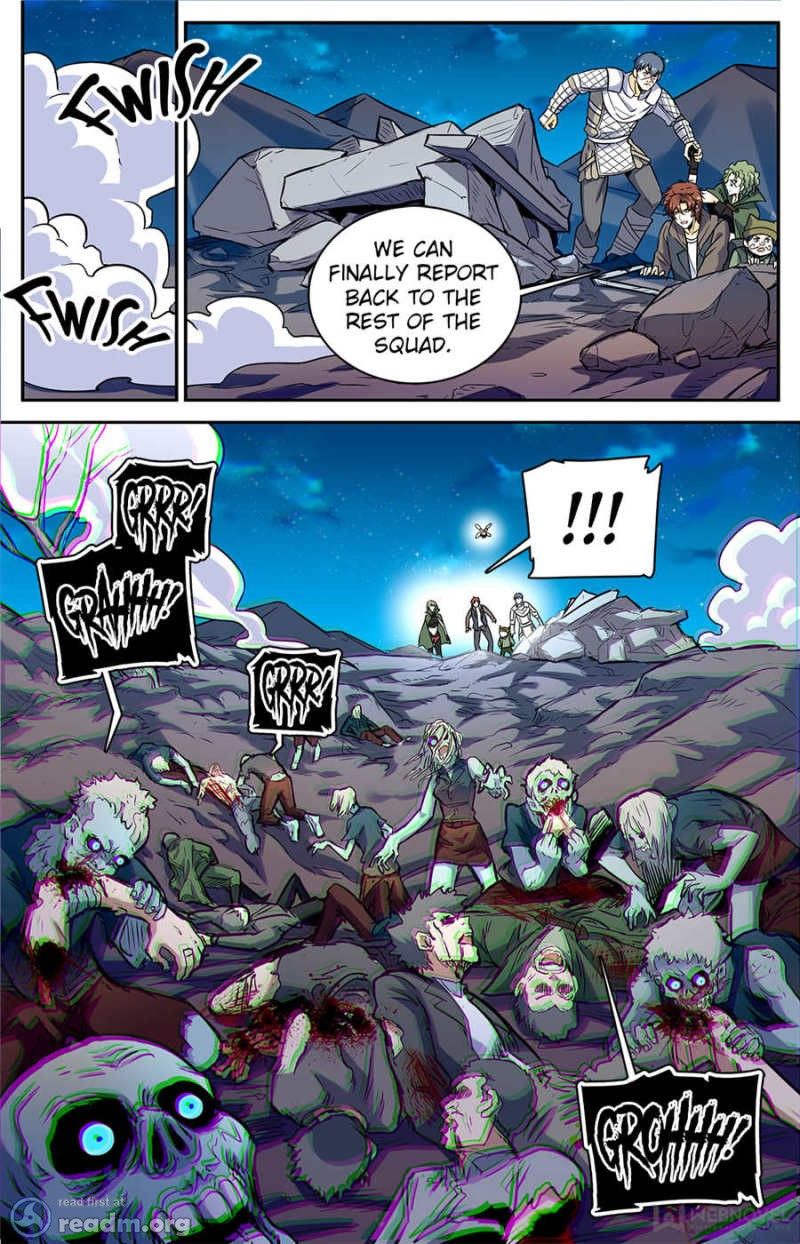 FWISH
FWISH
WE CAN
FINALLY REPORT
BACK TO THE
REST OF THE
SQUAD.
!!!
GRRR!
GRAHHH!
GRRR!
GROHHH!
read first at
readm.org
WEBNOVEL